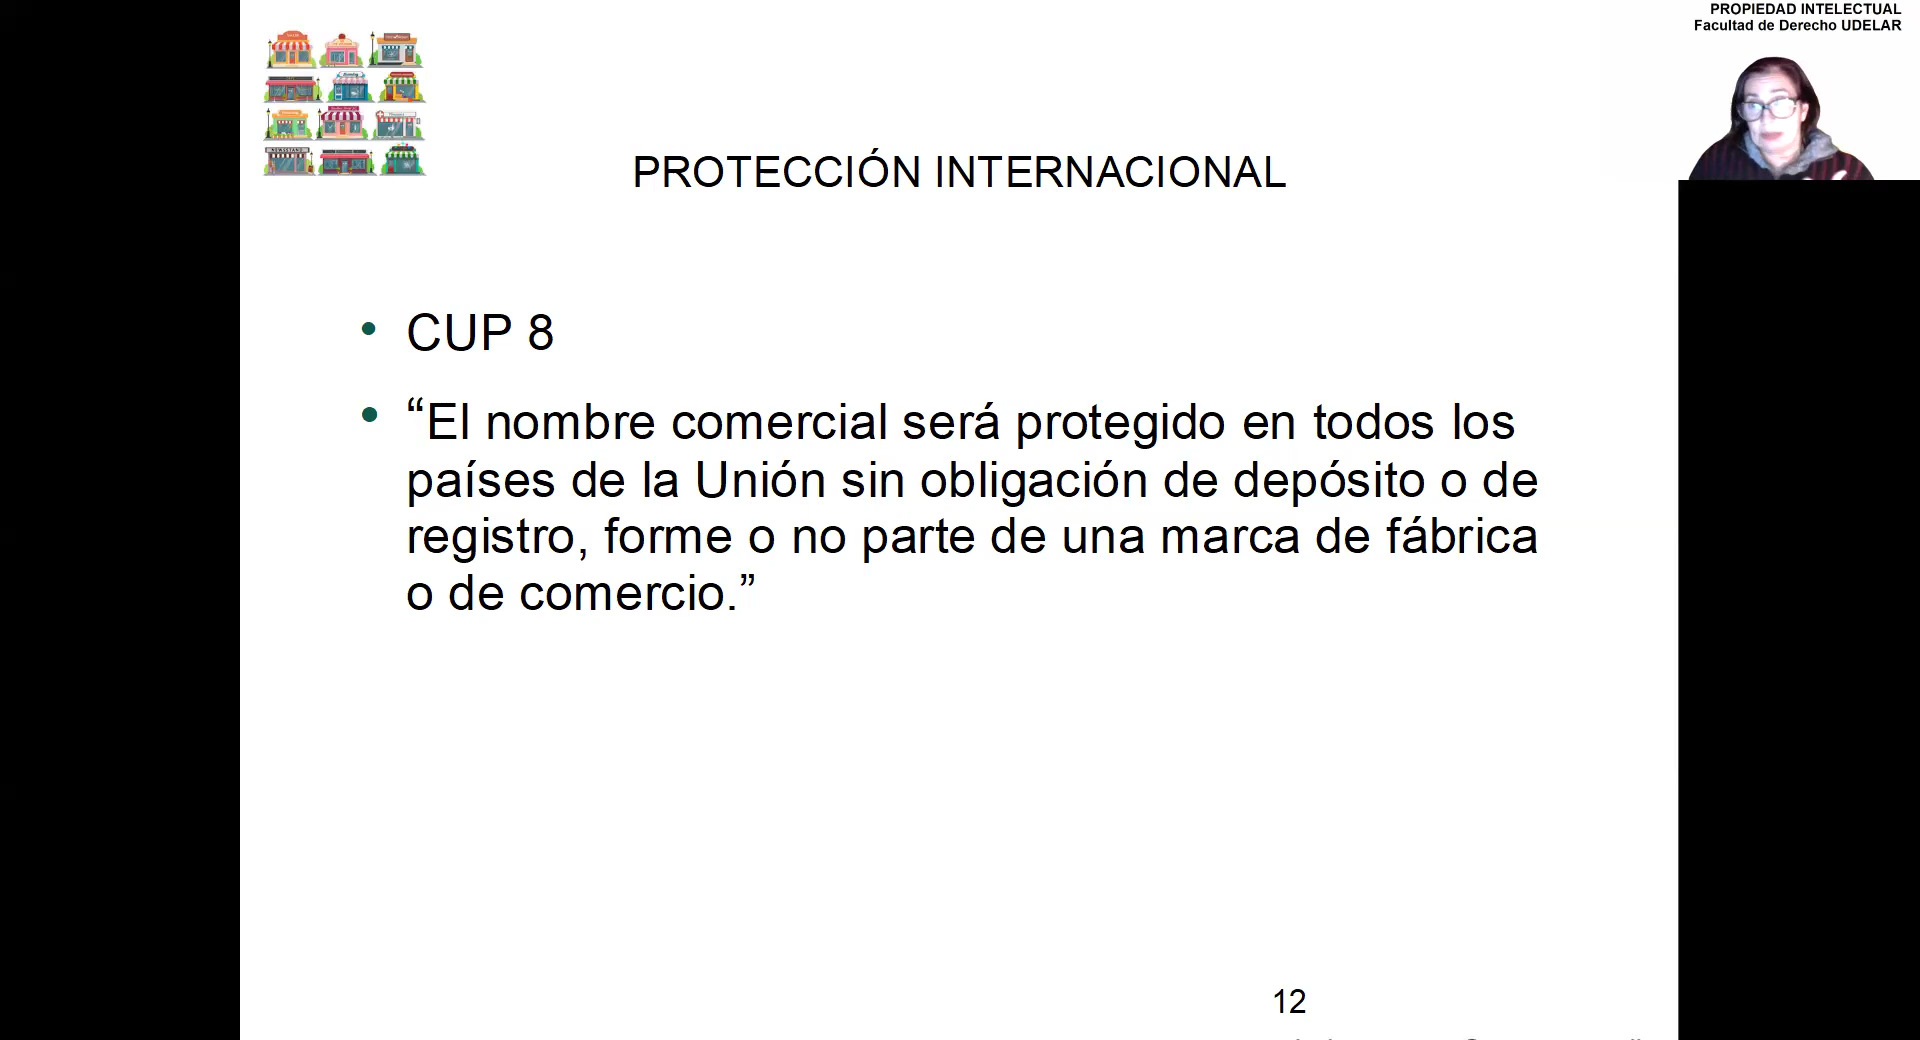 PROPIEDAD INTELECTUAL
Facultad de Derecho UDELAR
NEWSSTAND
PROTECCIÓN INTERNACIONAL
• CUP 8
• “El nombre comercial será protegido en todos los
países de la Unión sin obligación de depósito o de
registro, forme o no parte de una marca de fábrica
o de comercio.”
12